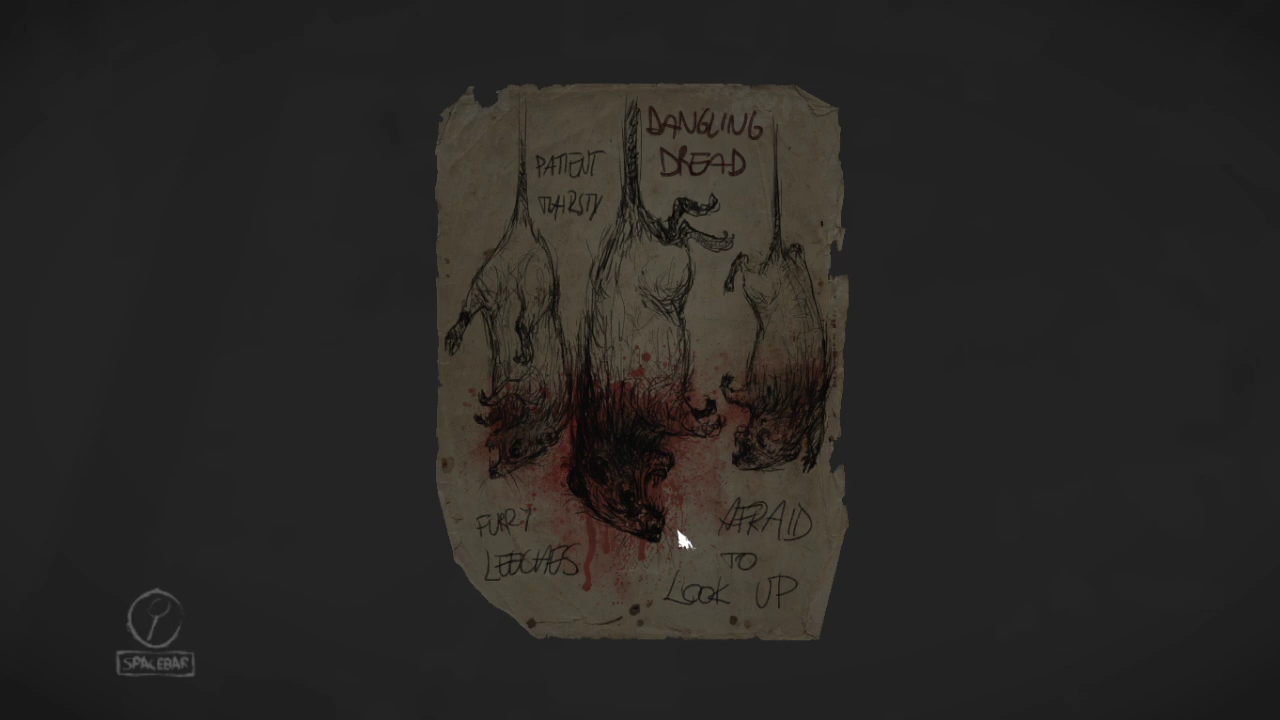 DANGLING
DREAD
PATIENT
THIRSTY
FURRY
LEECHES
AFRAID
TO
LOOK UP
SPACEBAR